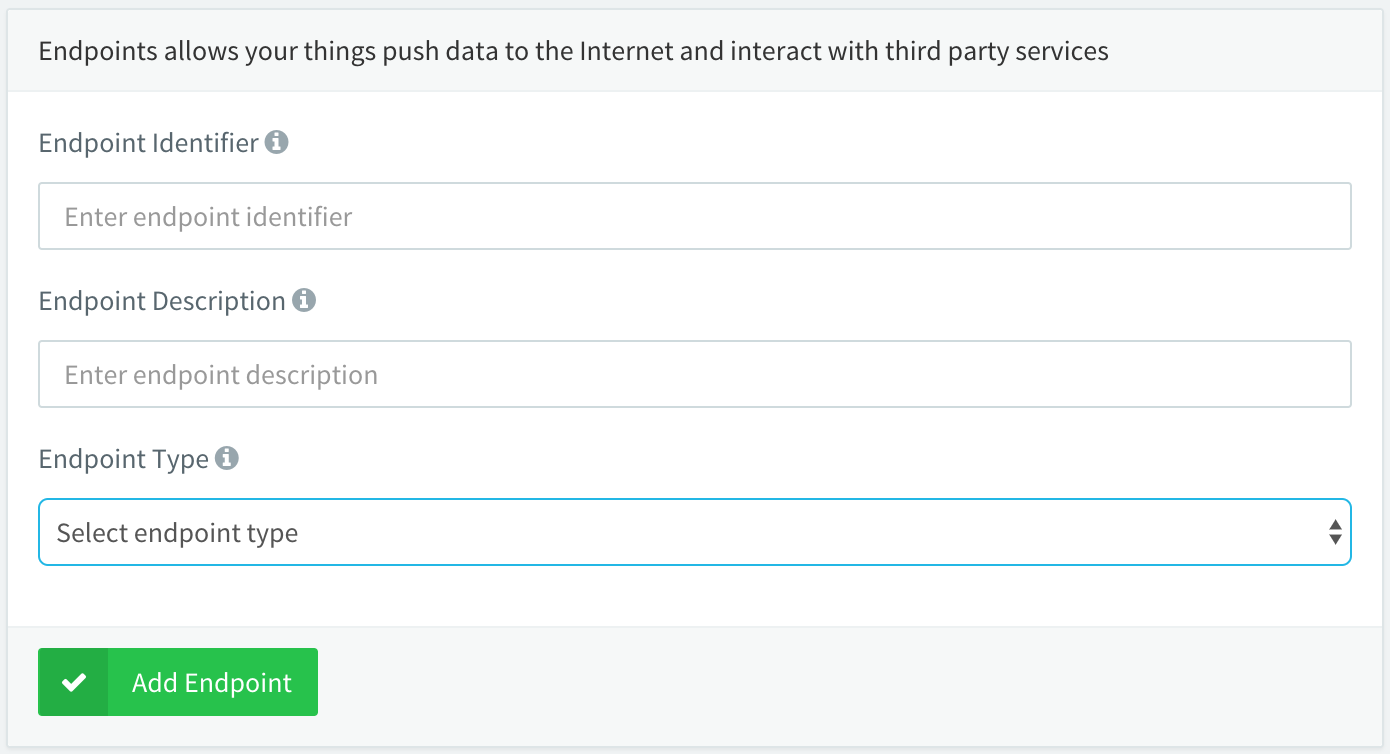 Endpoints allows your things push data to the Internet and interact with third party services
Endpoint Identifier
Enter endpoint identifier
Endpoint Description
Enter endpoint description
Endpoint Type
Select endpoint type
Add Endpoint